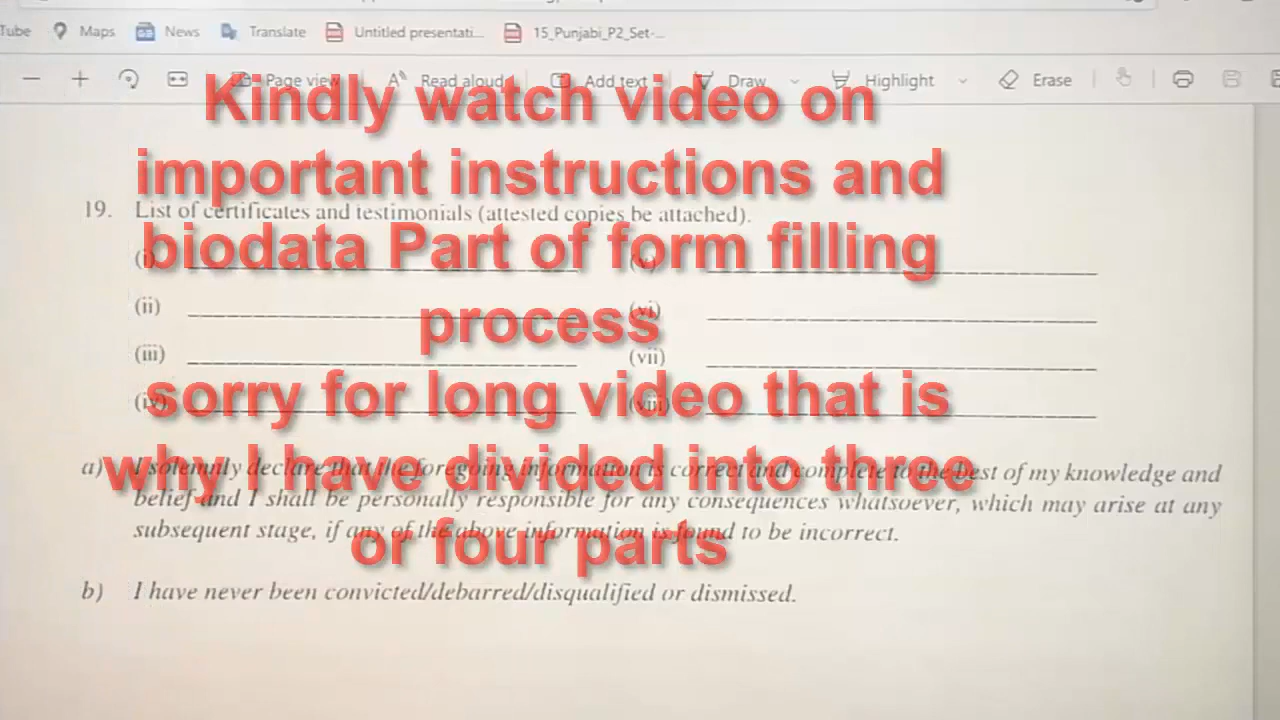 Tube Maps News Translate Untitled presentati... 15_Punjabi_P2_Set-...
Page view Read aloud Add text Draw Highlight Erase
Kindly watch video on
important instructions and
19. List of certificates and testimonials (attested copies be attached).
biodata Part of form filling
(i) (v)
(ii) (vi)
process
(iii) (vii)
sorry for long video that is
(iv) (viii)
why I have divided into three
a) I solemnly declare that the foregoing information is correct and complete to the best of my knowledge and
belief and I shall be personally responsible for any consequences whatsoever, which may arise at any
subsequent stage, if any of the above information is found to be incorrect.
or four parts
b) I have never been convicted/debarred/disqualified or dismissed.